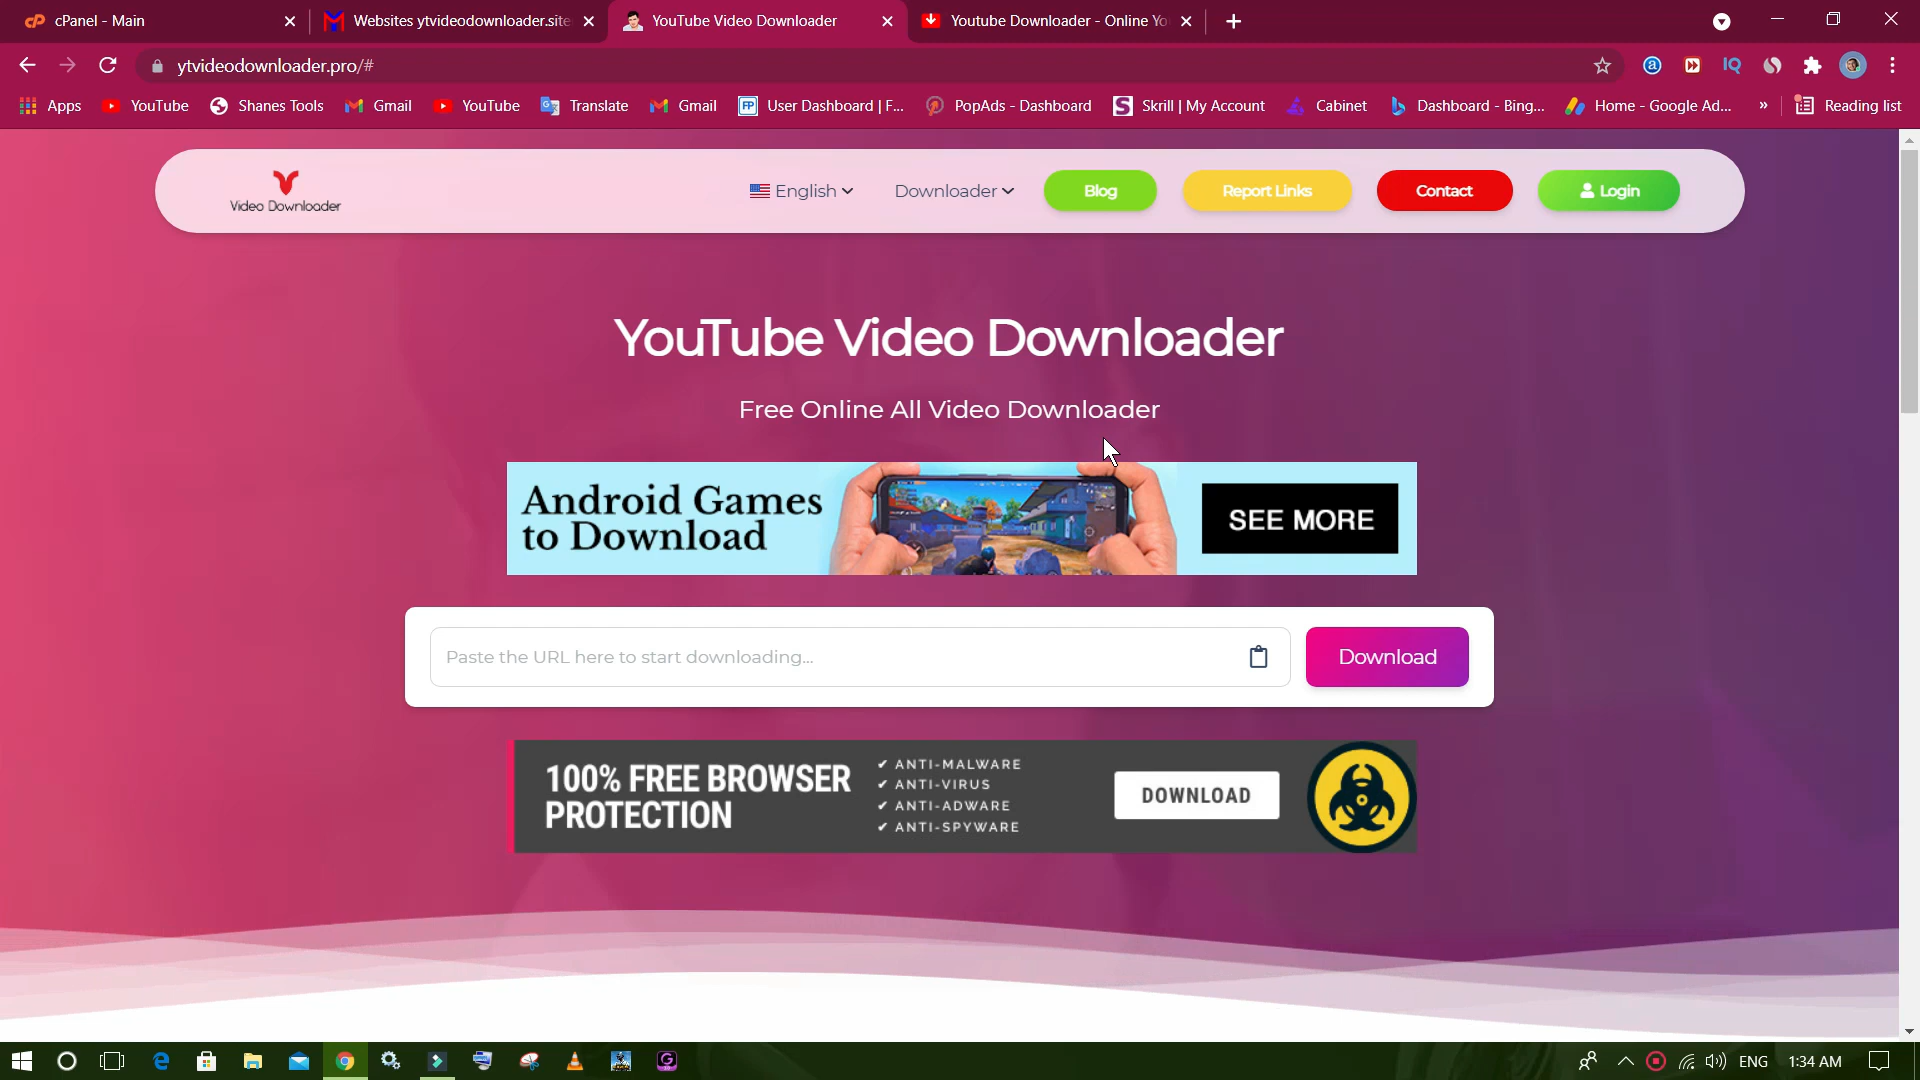 cPanel - Main
Websites ytvideodownloader.site
YouTube Video Downloader
Youtube Downloader - Online Yo
ytvideodownloader.pro/#
Apps
YouTube
Shanes Tools
Gmail
YouTube
Translate
Gmail
User Dashboard | F...
PopAds - Dashboard
Skrill | My Account
Cabinet
Dashboard - Bing...
Home - Google Ad...
»
Reading list
Video Downloader
English
Downloader
Blog
Report Links
Contact
Login
YouTube Video Downloader
Free Online All Video Downloader
Android Games
to Download
SEE MORE
Paste the URL here to start downloading...
Download
100% FREE BROWSER
PROTECTION
✔ ANTI-MALWARE
✔ ANTI-VIRUS
✔ ANTI-ADWARE
✔ ANTI-SPYWARE
DOWNLOAD
ENG
1:34 AM